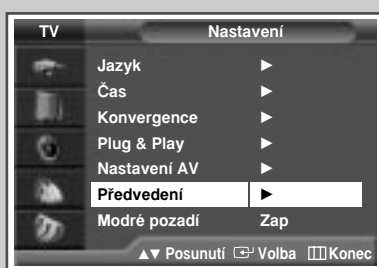 TV Nastavení
Jazyk ►
Čas ►
Konvergence ►
Plug & Play ►
Nastavení AV ►
Předvedení ►
Modré pozadí Zap
▲▼ Posunutí Volba Konec